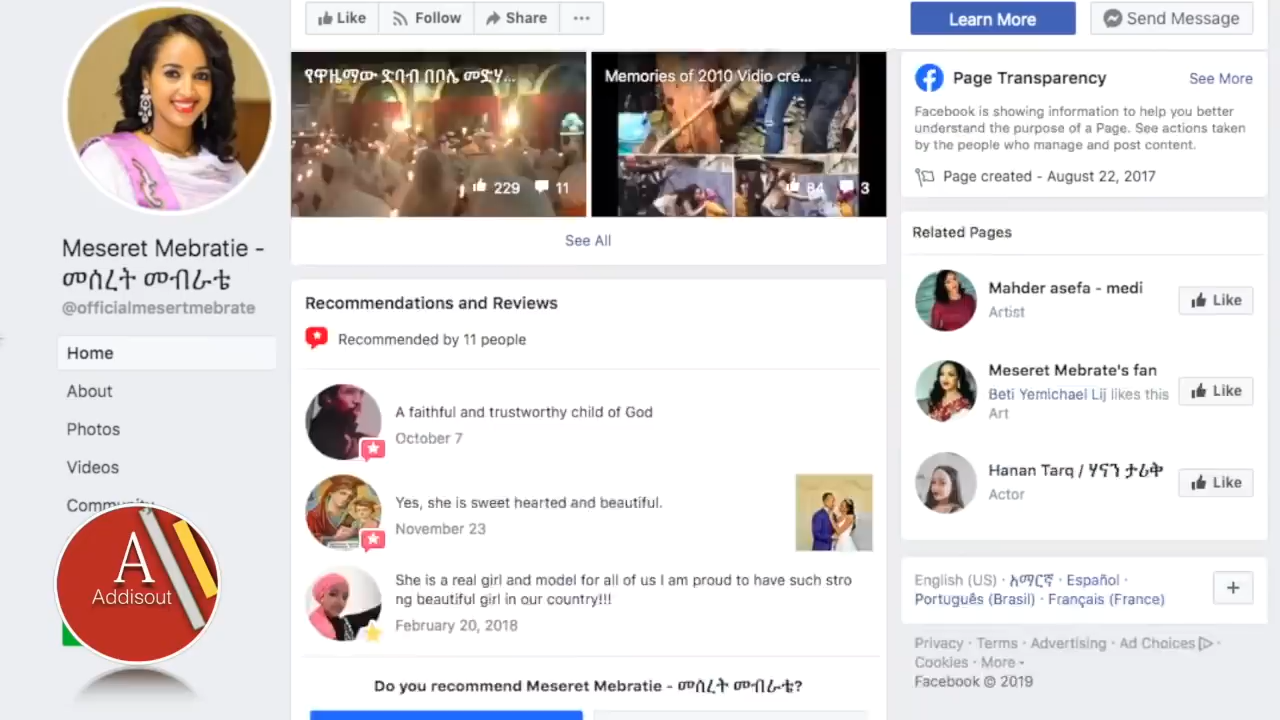 Like
Follow
Share
Learn More
Send Message
Meseret Mebratie -
መሰረት መብራቴ
@officialmesertmebrate
Home
About
Photos
Videos
Community
A
Addisout
የዋዜማው ድባብ በቦሌ መድሃ...
229
11
Memories of 2010 Vidio cre...
84
3
See All
Recommendations and Reviews
Recommended by 11 people
A faithful and trustworthy child of God
October 7
Yes, she is sweet hearted and beautiful.
November 23
She is a real girl and model for all of us I am proud to have such stro
ng beautiful girl in our country!!!
February 20, 2018
Do you recommend Meseret Mebratie - መሰረት መብራቴ?
Page Transparency
See More
Facebook is showing information to help you better
understand the purpose of a Page. See actions taken
by the people who manage and post content.
Page created - August 22, 2017
Related Pages
Mahder asefa - medi
Artist
Like
Meseret Mebrate's fan
Beti Yemichael Lij likes this
Art
Like
Hanan Tarq / ሃናን ታሪቅ
Actor
Like
English (US) · አማርኛ · Español ·
Português (Brasil) · Français (France)
+
Privacy · Terms · Advertising · Ad Choices ·
Cookies · More
Facebook © 2019